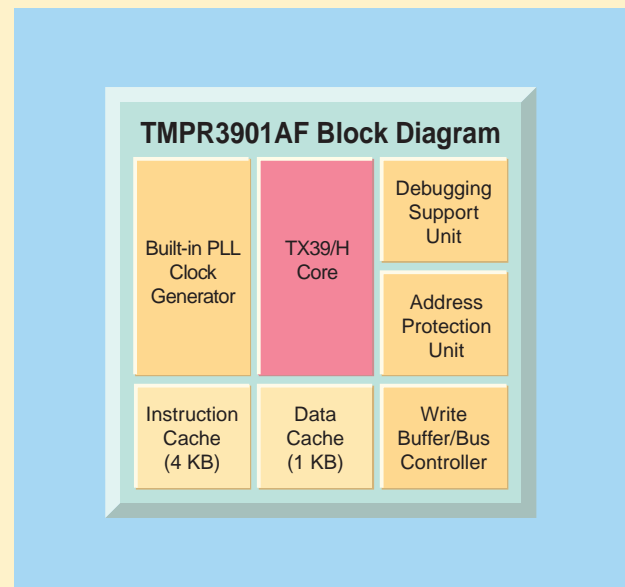 TMPR3901AF Block Diagram
Built-in PLL
Clock
Generator
TX39/H
Core
Debugging
Support
Unit
Address
Protection
Unit
Instruction
Cache
(4 KB)
Data
Cache
(1 KB)
Write
Buffer/Bus
Controller